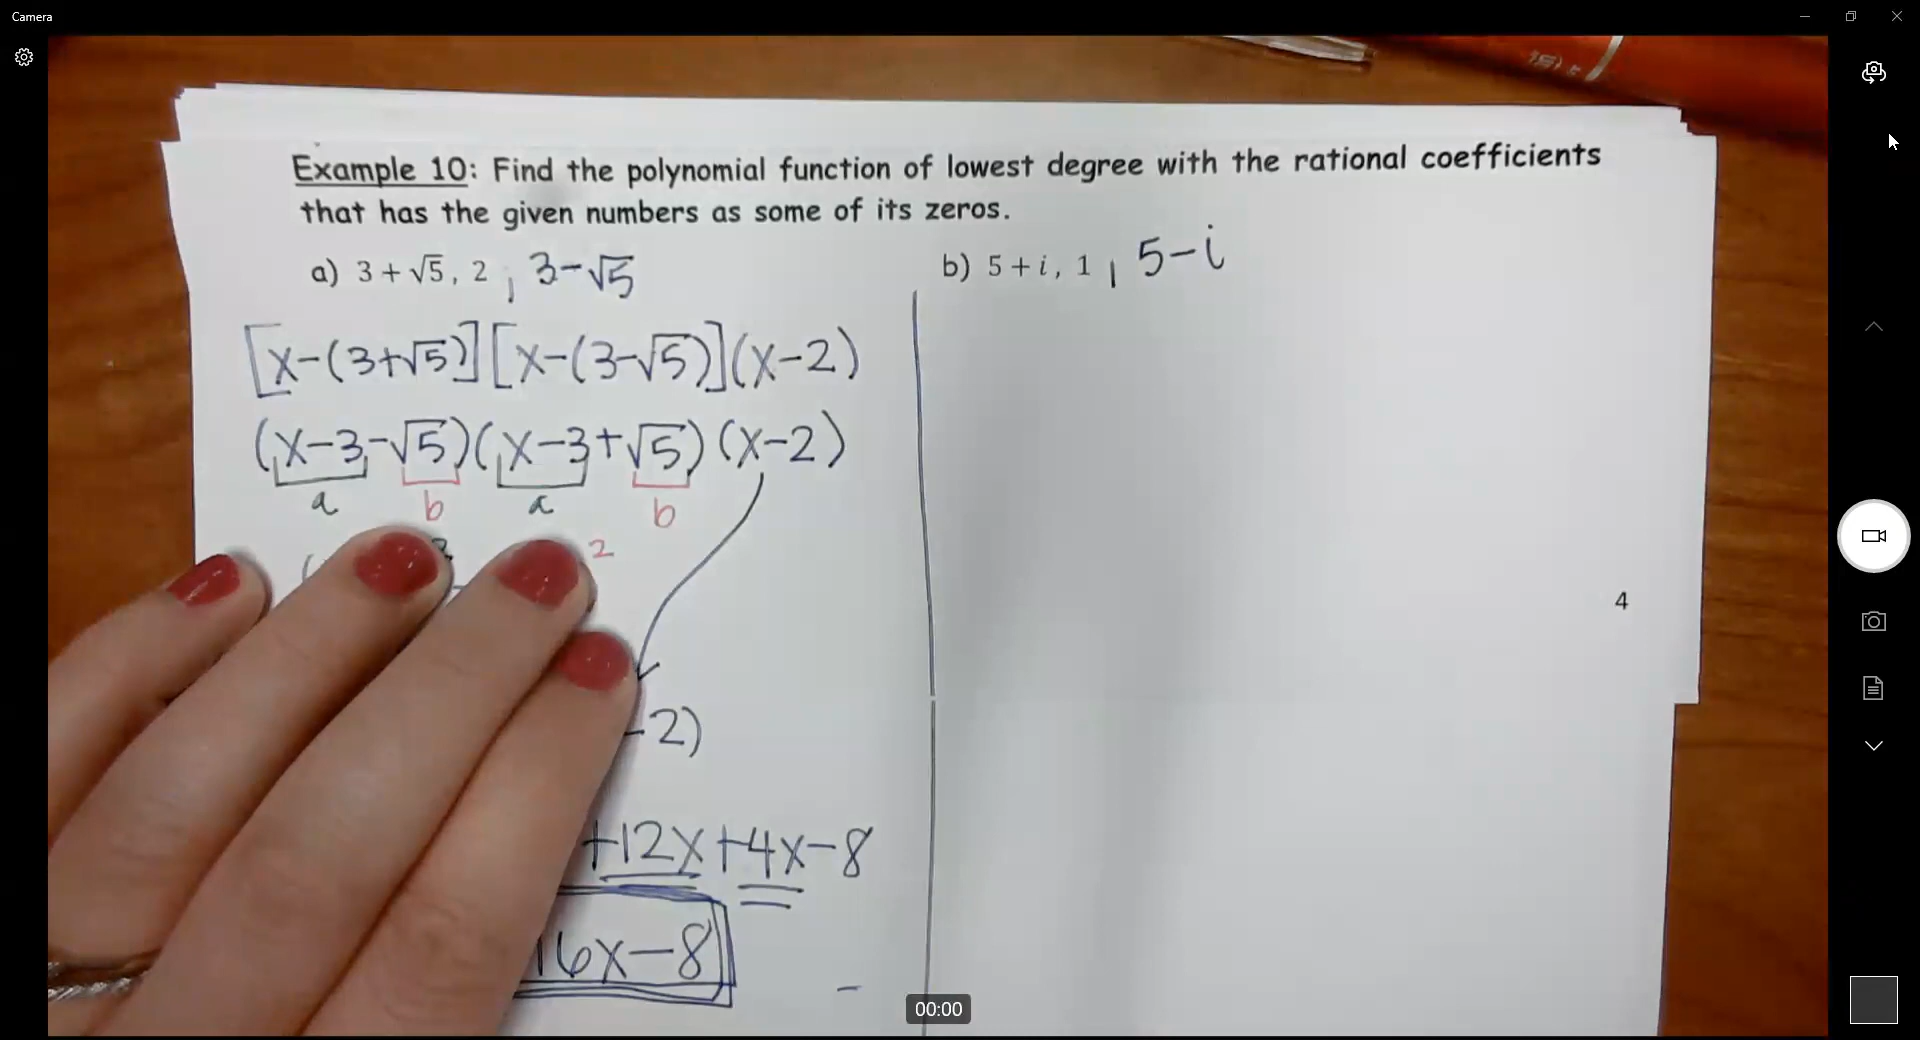 Camera
Example 10: Find the polynomial function of lowest degree with the rational coefficients
that has the given numbers as some of its zeros.
a) 3 + √5, 2, 3-√5
[x-(3+√5)][x-(3-√5)](x-2)
(x-3-√5)(x-3+√5)(x-2)
a b a b
2 2
-2)
+12x+4x-8
16x-8
b) 5 + i, 1, 5-i
4
00:00